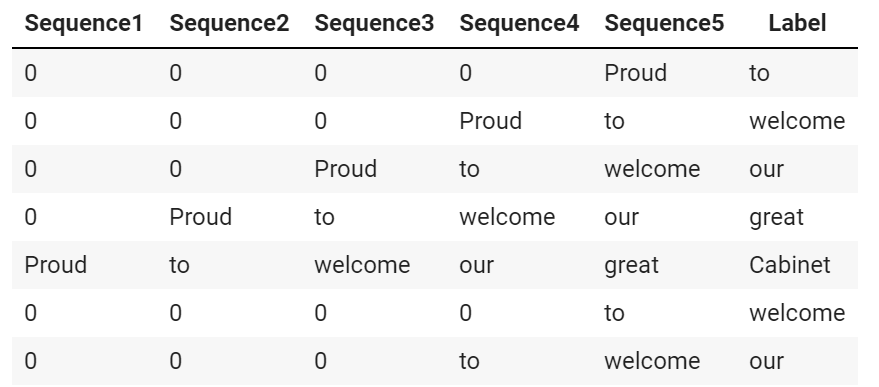 Sequence1 Sequence2 Sequence3 Sequence4 Sequence5 Label
0 0 0 0 Proud to
0 0 0 Proud to welcome
0 0 Proud to welcome our
0 Proud to welcome our great
Proud to welcome our great Cabinet
0 0 0 0 to welcome
0 0 0 to welcome our